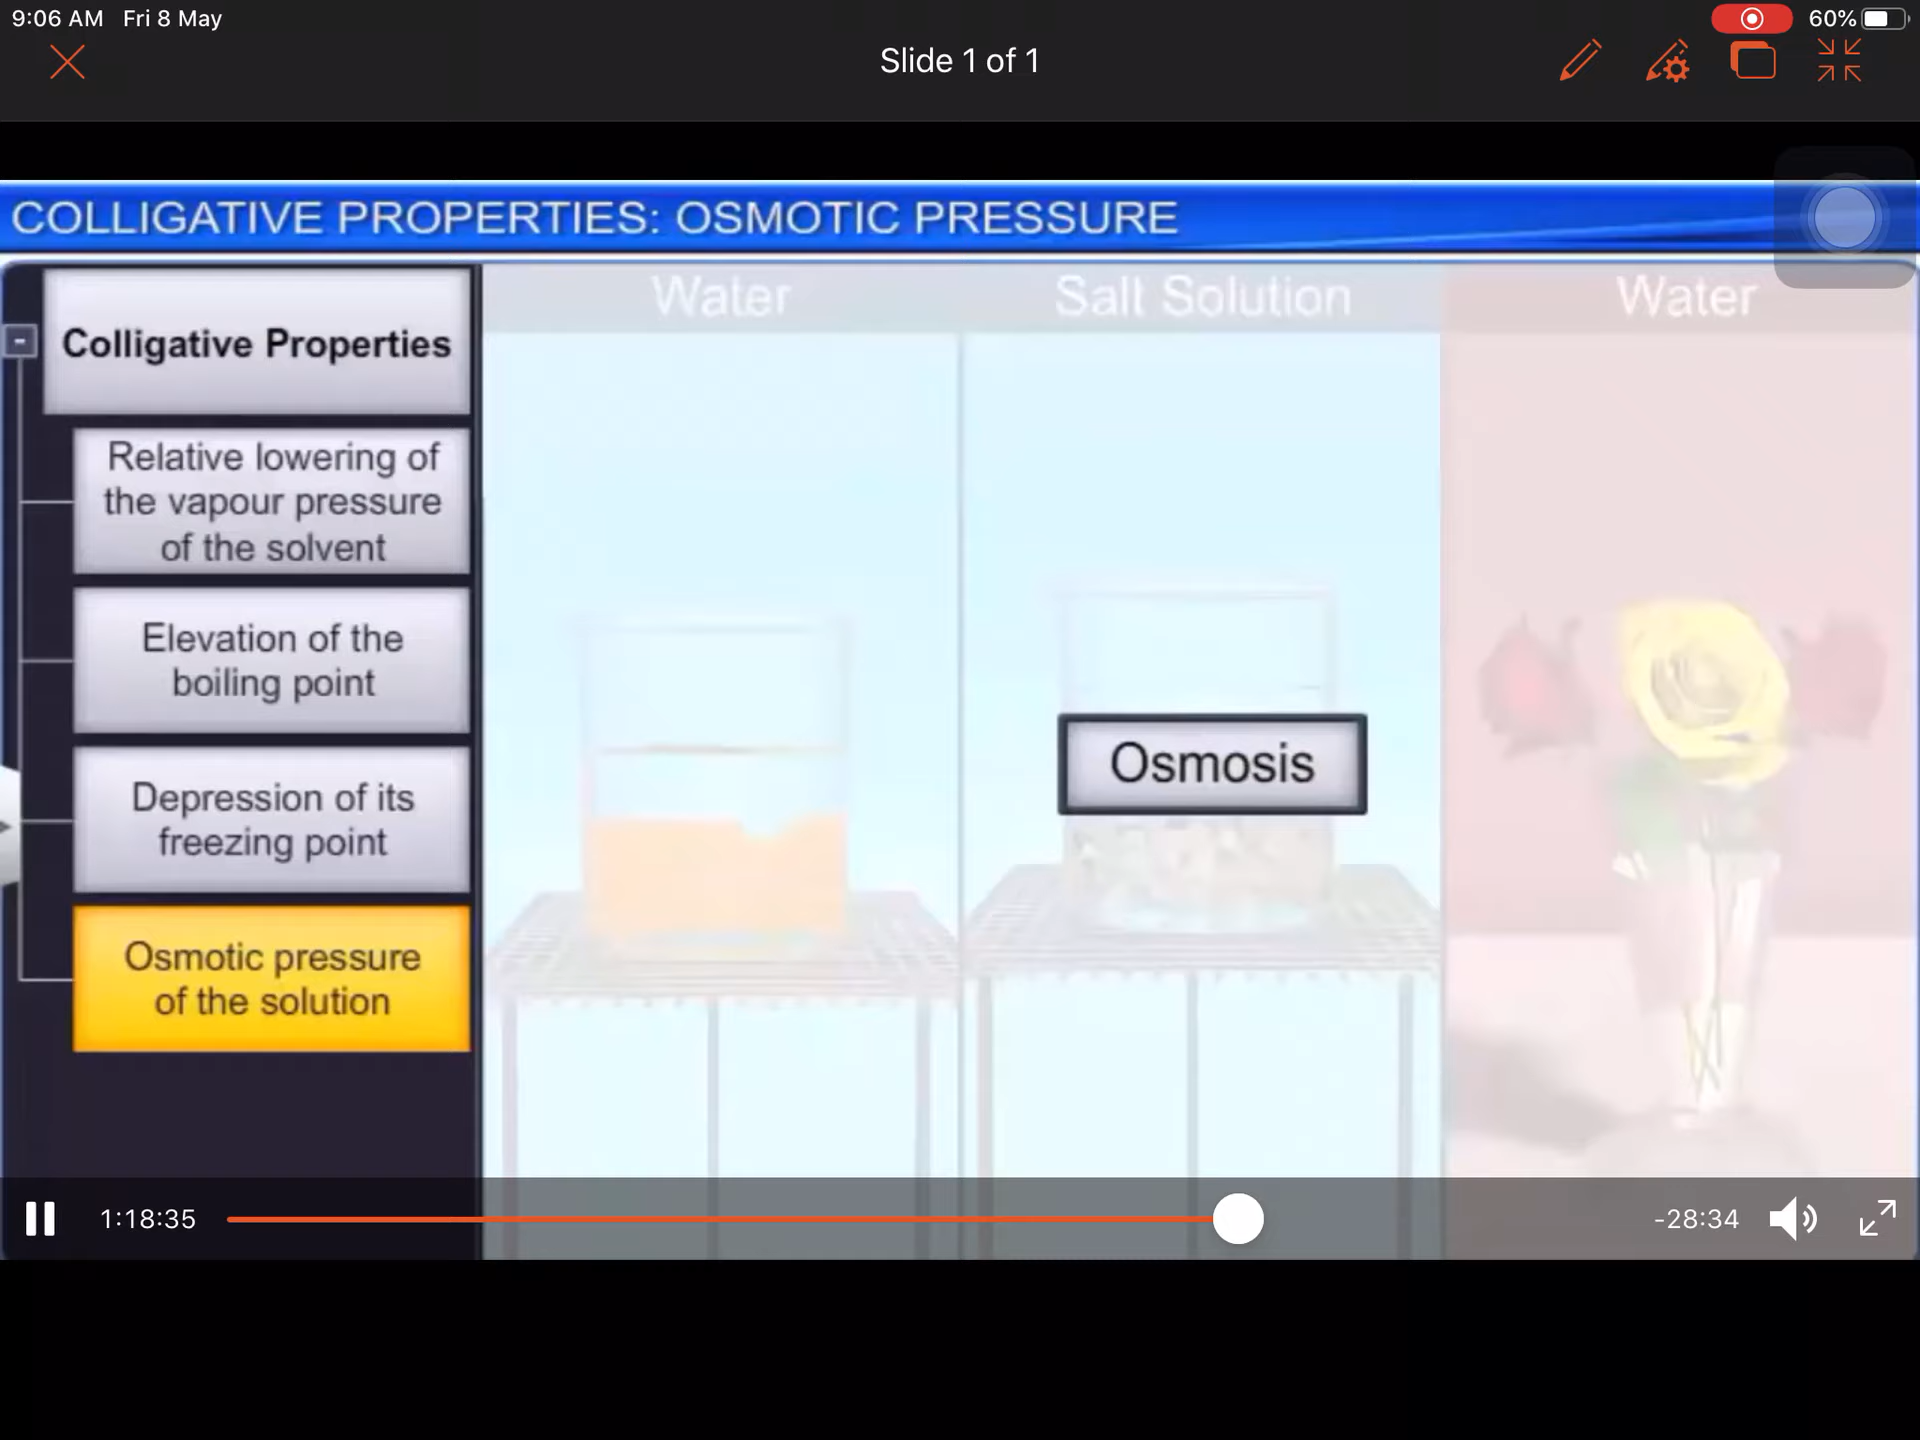 9:06 AM Fri 8 May
60%
Slide 1 of 1
COLLIGATIVE PROPERTIES: OSMOTIC PRESSURE
Colligative Properties
Relative lowering of
the vapour pressure
of the solvent
Elevation of the
boiling point
Depression of its
freezing point
Osmotic pressure
of the solution
Water
Salt Solution
Water
Osmosis
1:18:35
-28:34